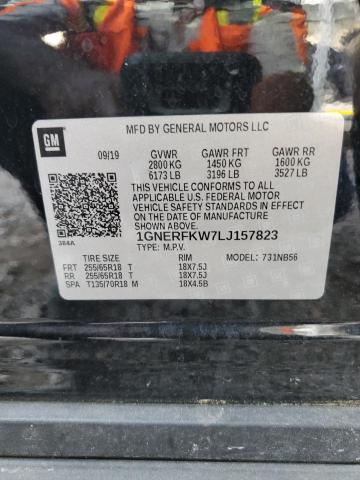 GM
MFD BY GENERAL MOTORS LLC
09/19 GVWR GAWR FRT GAWR RR
2800 KG 1450 KG 1600 KG
6173 LB 3196 LB 3527 LB
THIS VEHICLE CONFORMS TO ALL
APPLICABLE U.S. FEDERAL MOTOR
VEHICLE SAFETY AND THEFT
PREVENTION STANDARDS IN EFFECT
ON THE DATE OF MANUFACTURE
SHOWN ABOVE.
384A
1GNERFKW7LJ157823
TYPE: M.P.V. MODEL: 731NB56
TIRE SIZE RIM
FRT 255/65R18 T 18X7.5J
RR 255/65R18 T 18X7.5J
SPA T135/70R18 M 18X4.5B